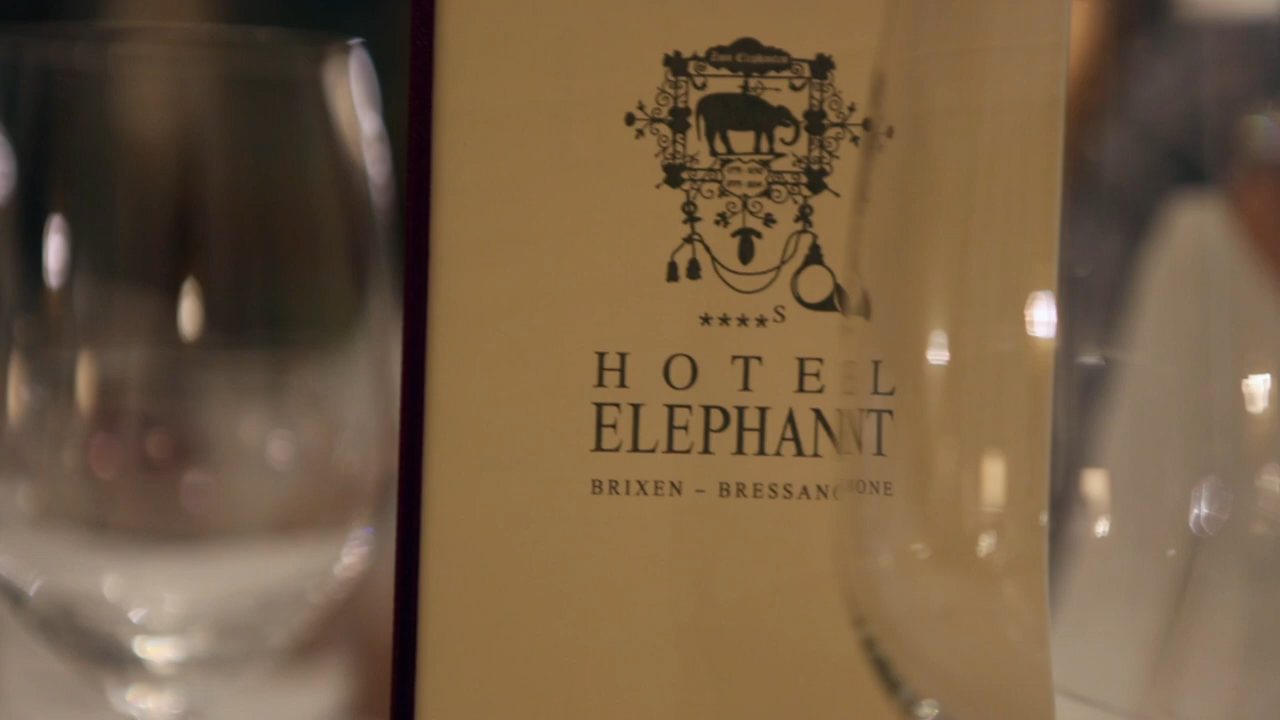 ****S
HOTEL
ELEPHANT
BRIXEN – BRESSANONE